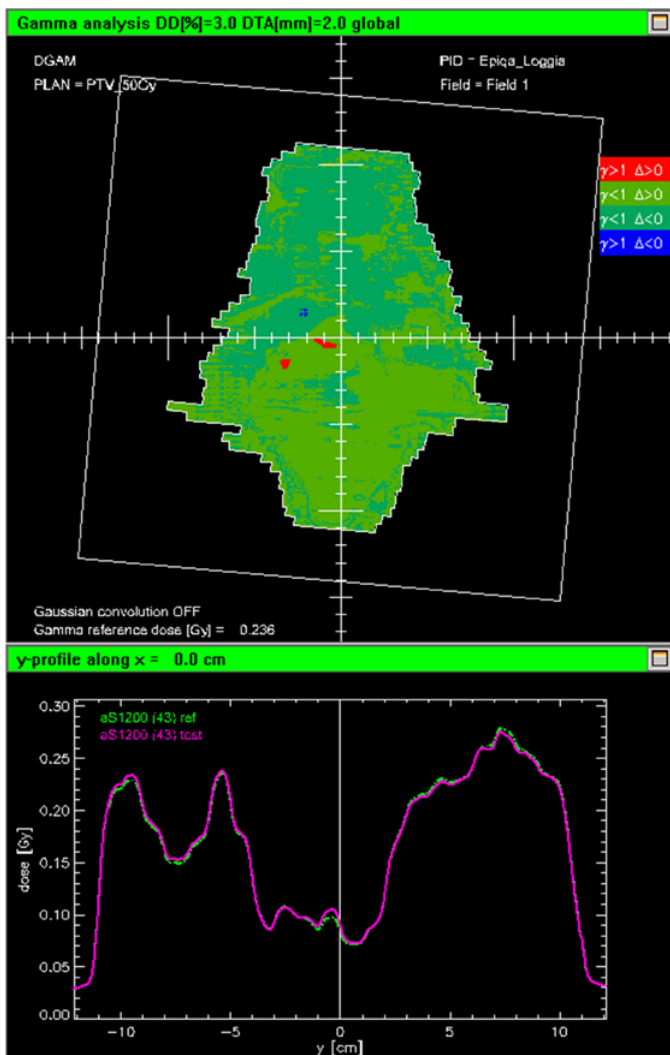 Gamma analysis DD[%]=3.0 DTA[mm]=2.0 global
DGAM
PID = Epiqa_Loggia
PLAN = PTV_50Gy
Field = Field 1
γ>1 Δ>0
γ<1 Δ>0
γ<1 Δ<0
γ>1 Δ<0
Gaussian convolution OFF
Gamma reference dose [Gy] = 0.236
y-profile along x = 0.0 cm
0.30
aS1200 (43) ref
aS1200 (43) test
0.25
0.20
dose [Gy]
0.15
0.10
0.05
0.00
-10 -5 0 5 10
y [cm]